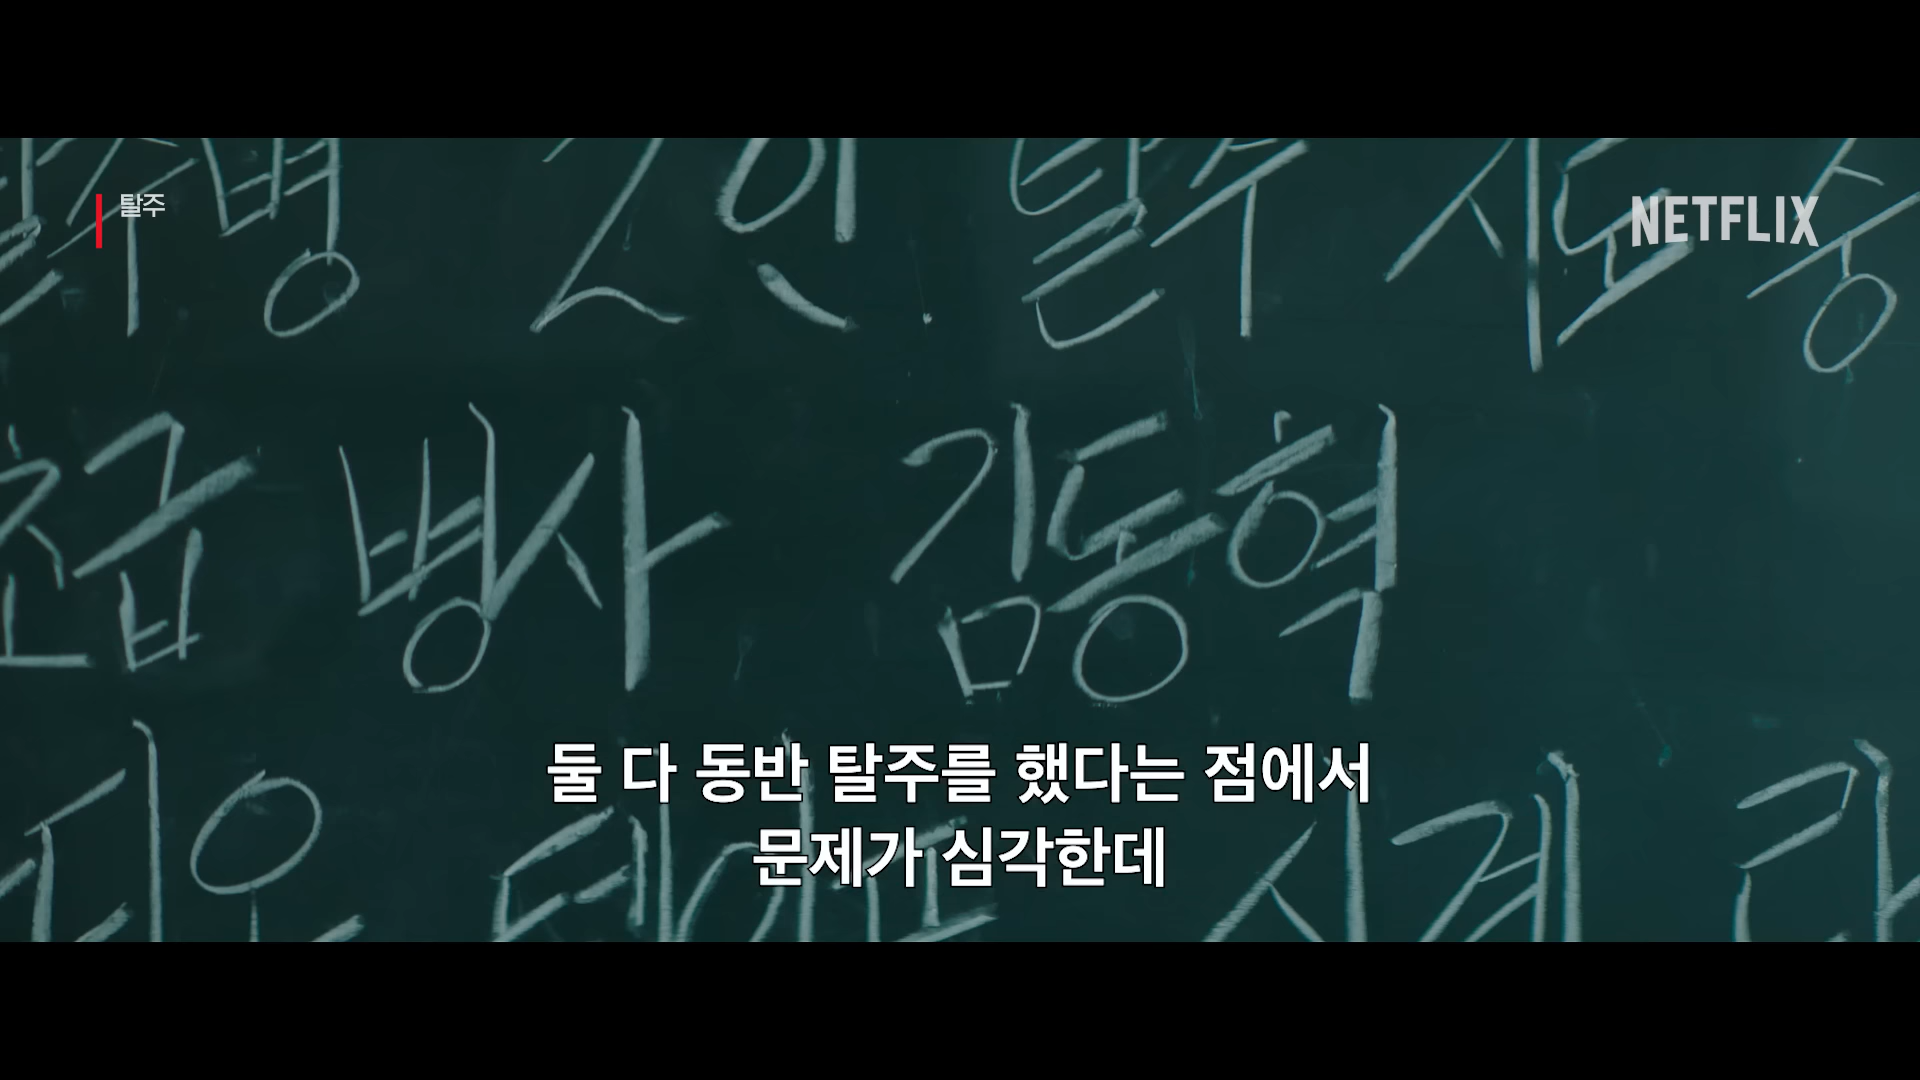 탈주병 2인 탈주 시도 중
탈주
NETFLIX
초급 병사 김동혁
둘 다 동반 탈주를 했다는 점에서
문제가 심각한데
시계